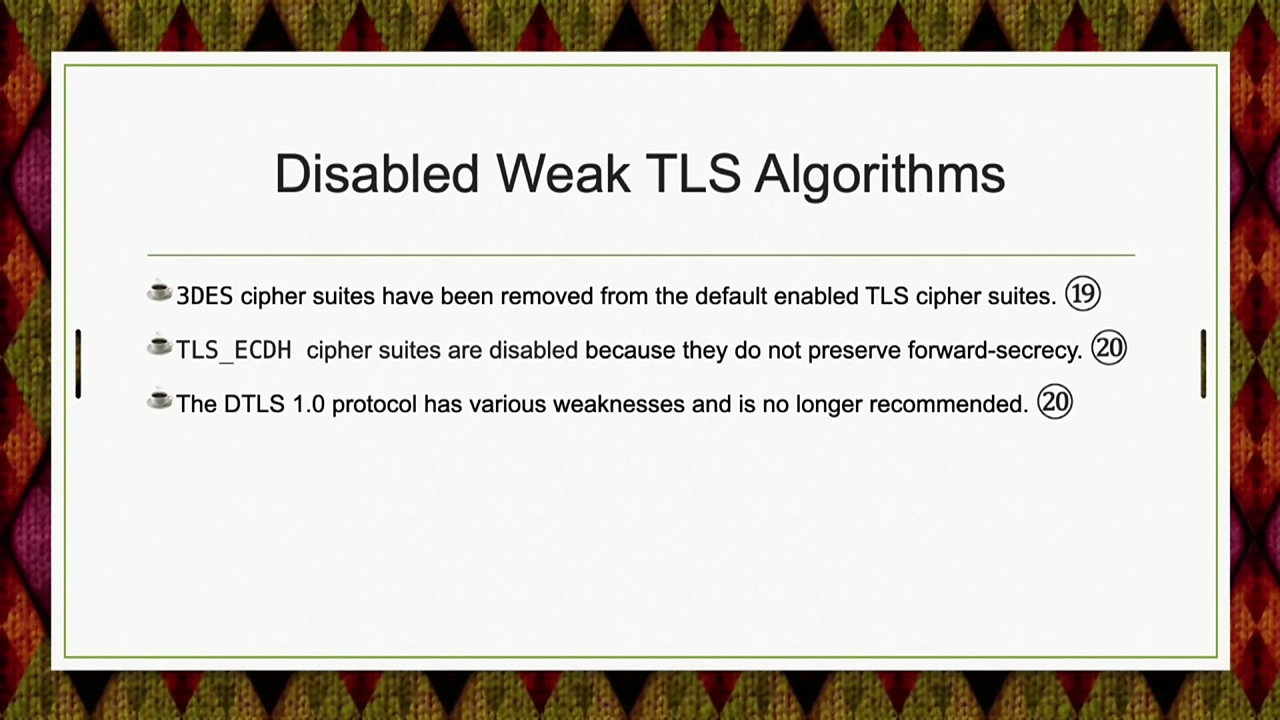 Disabled Weak TLS Algorithms
3DES cipher suites have been removed from the default enabled TLS cipher suites. ⑲
TLS_ECDH cipher suites are disabled because they do not preserve forward-secrecy. ⑳
The DTLS 1.0 protocol has various weaknesses and is no longer recommended. ⑳